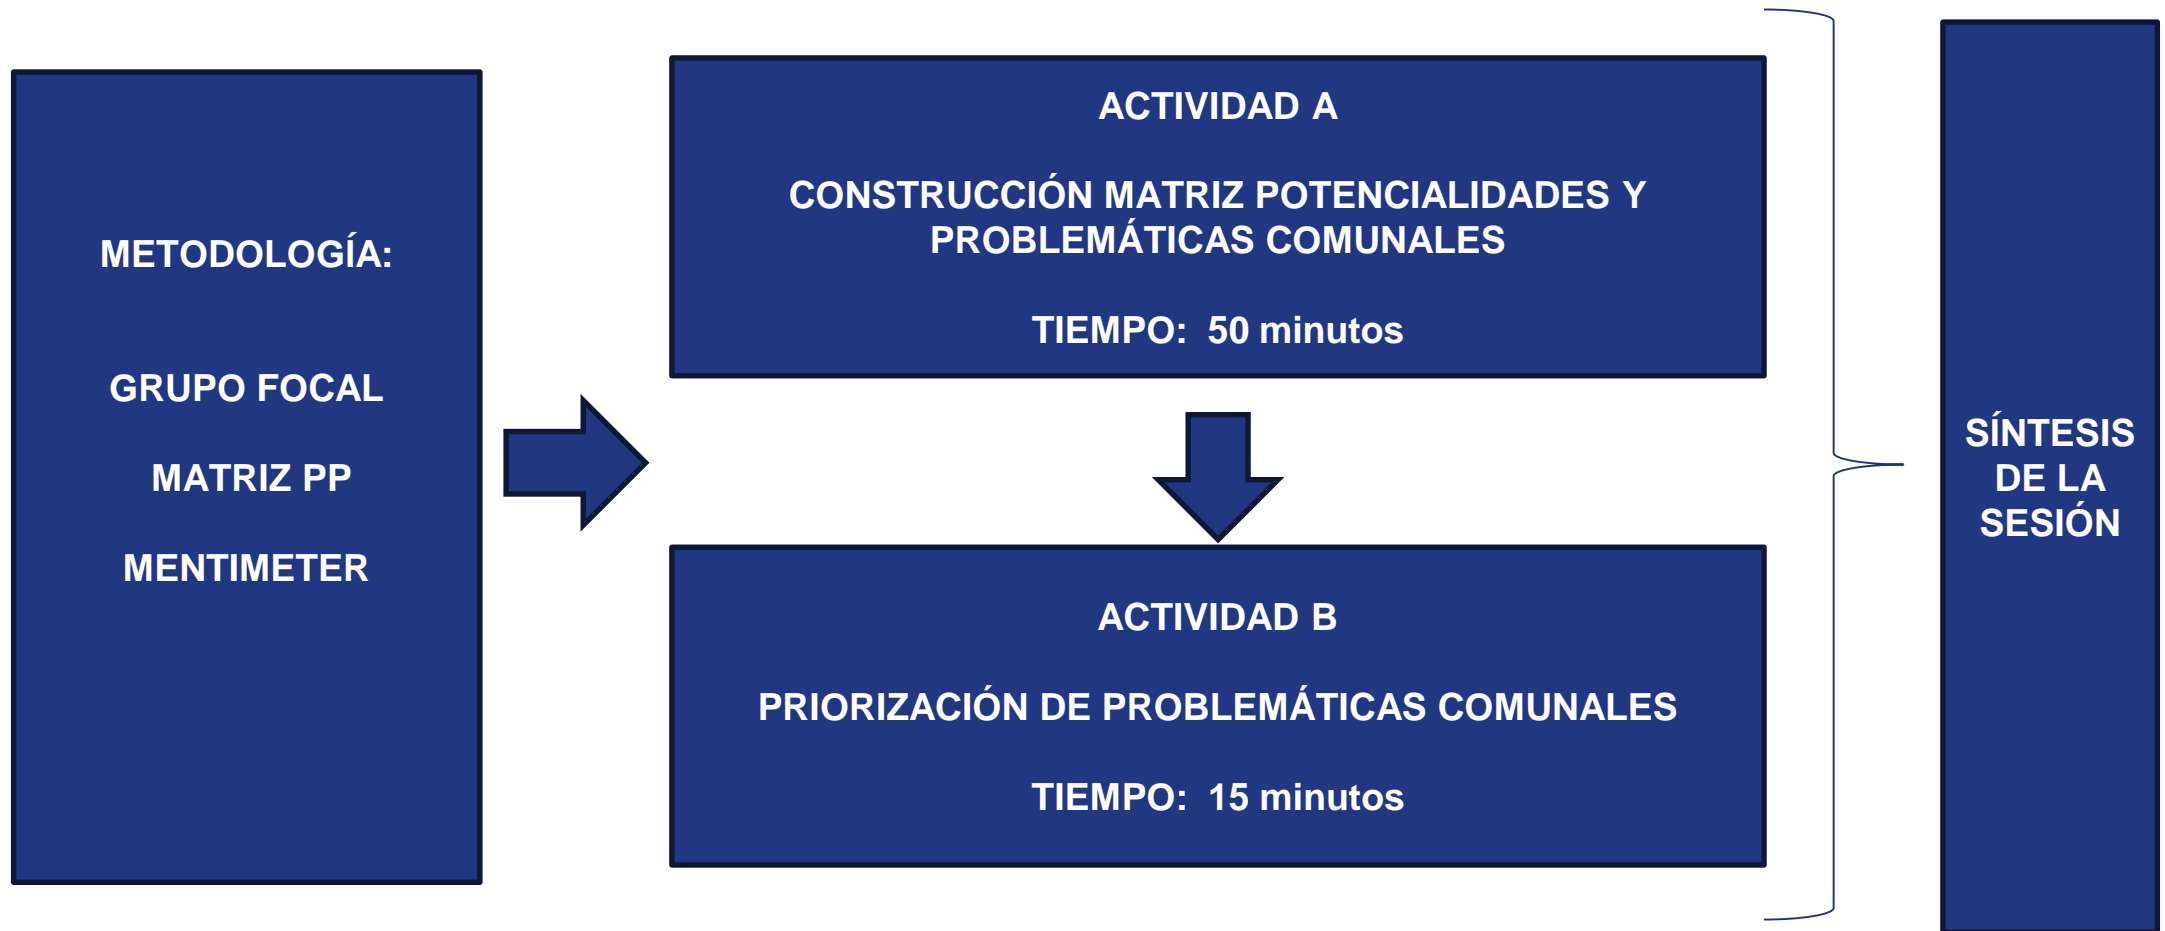 METODOLOGÍA:
GRUPO FOCAL
MATRIZ PP
MENTIMETER
ACTIVIDAD A
CONSTRUCCIÓN MATRIZ POTENCIALIDADES Y
PROBLEMÁTICAS COMUNALES
TIEMPO: 50 minutos
ACTIVIDAD B
PRIORIZACIÓN DE PROBLEMÁTICAS COMUNALES
TIEMPO: 15 minutos
SÍNTESIS
DE LA
SESIÓN